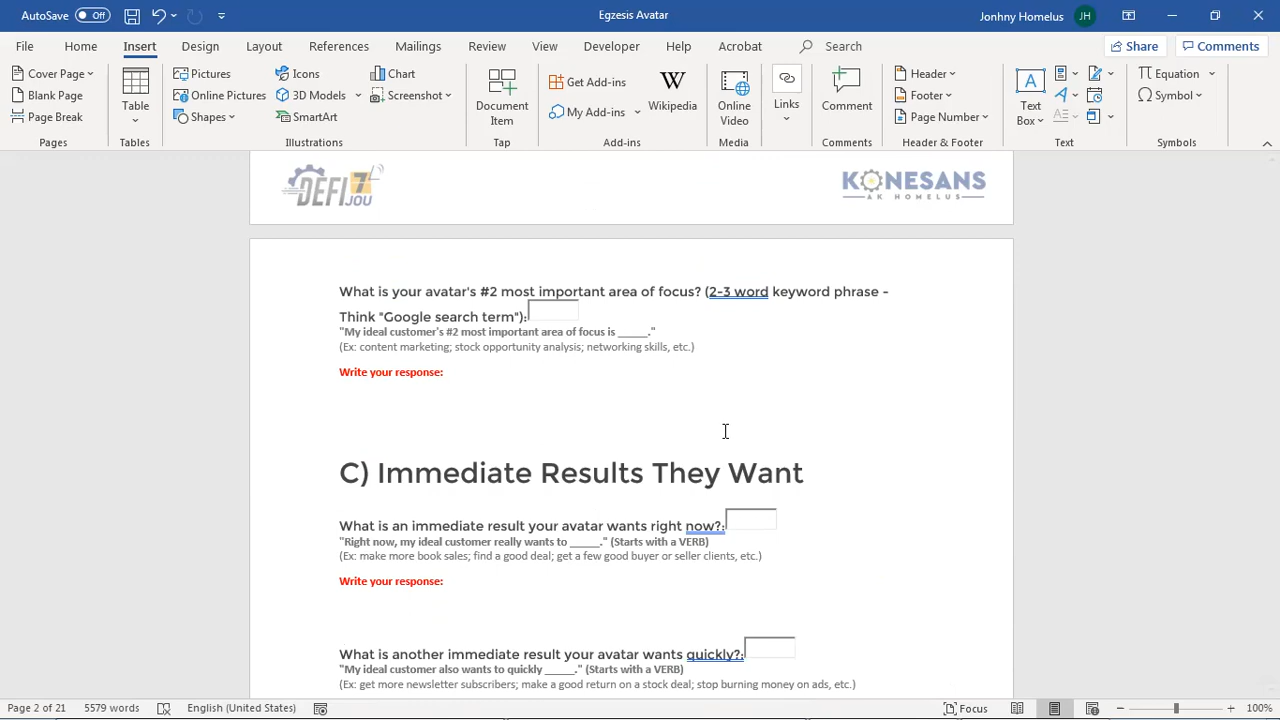 AutoSave Off Egzesis Avatar Jonhny Homelus JH
File Home Insert Design Layout References Mailings Review View Developer Help Acrobat Search Share Comments
Cover Page Pictures Icons Chart Get Add-ins Header Equation
Blank Page Online Pictures 3D Models Screenshot Footer Symbol
Page Break Shapes SmartArt My Add-ins Page Number
Table Document Item Wikipedia Online Video Links Comment Text Box
Pages Tables Illustrations Tap Add-ins Media Comments Header & Footer Text Symbols
DEFI 7 JOU KONESANS
AK HOMELUS
What is your avatar's #2 most important area of focus? (2-3 word keyword phrase -
Think "Google search term"):
"My ideal customer's #2 most important area of focus is _____."
(Ex: content marketing; stock opportunity analysis; networking skills, etc.)
Write your response:
C) Immediate Results They Want
What is an immediate result your avatar wants right now?:
"Right now, my ideal customer really wants to _____." (Starts with a VERB)
(Ex: make more book sales; find a good deal; get a few good buyer or seller clients, etc.)
Write your response:
What is another immediate result your avatar wants quickly?:
"My ideal customer also wants to quickly _____." (Starts with a VERB)
(Ex: get more newsletter subscribers; make a good return on a stock deal; stop burning money on ads, etc.)
Page 2 of 21 5579 words English (United States) Focus 100%